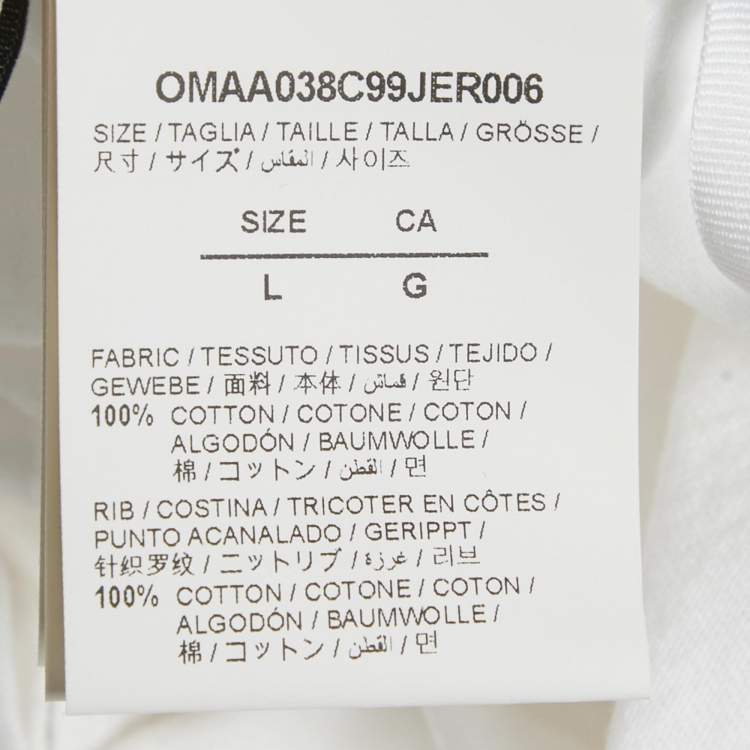 OMAA038C99JER006
SIZE / TAGLIA / TAILLE / TALLA / GRÖSSE /
尺寸 / サイズ / المقاس / 사이즈
SIZE CA
L G
FABRIC / TESSUTO / TISSUS / TEJIDO /
GEWEBE / 面料 / 本体 / قماش / 원단
100% COTTON / COTONE / COTON /
ALGODÓN / BAUMWOLLE /
棉 / コットン / القطن / 면
RIB / COSTINA / TRICOTER EN CÔTES /
PUNTO ACANALADO / GERIPPT /
针织罗纹 / ニットリブ / غرزة / 리브
100% COTTON / COTONE / COTON /
ALGODÓN / BAUMWOLLE /
棉 / コットン / القطن / 면